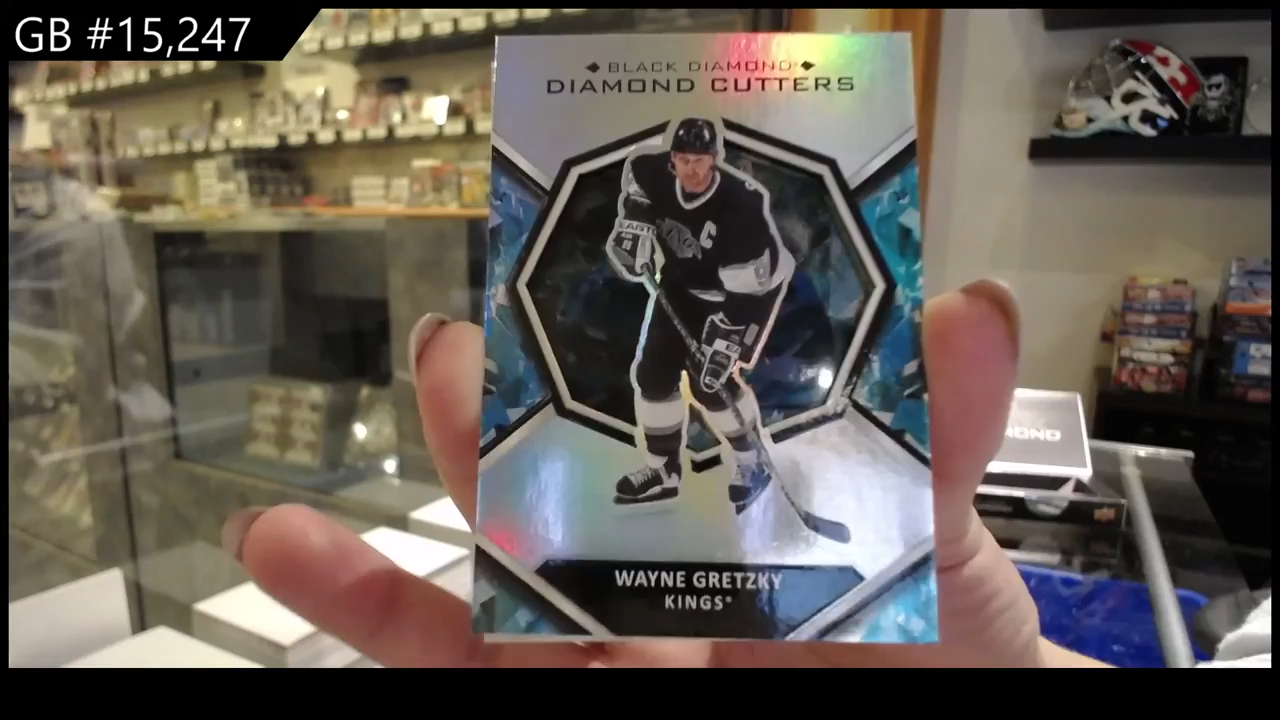 GB #15,247
BLACK DIAMOND
DIAMOND CUTTERS
C
WAYNE GRETZKY
KINGS®